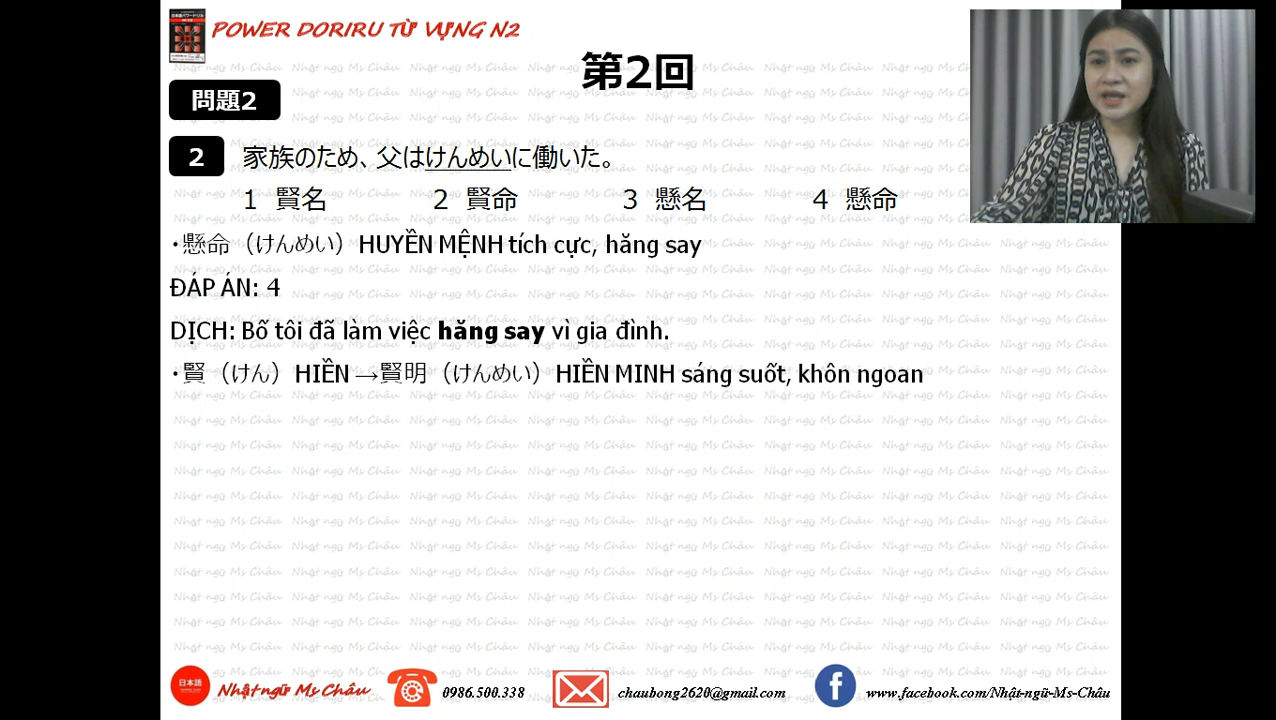 POWER DORIRU TỪ VỰNG N2
第2回
問題2
2 家族のため、父はけんめいに働いた。
1 賢名 2 賢命 3 懸名 4 懸命
・懸命（けんめい）HUYỀN MỆNH tích cực, hăng say
ĐÁP ÁN: 4
DỊCH: Bố tôi đã làm việc hăng say vì gia đình.
・賢（けん）HIỀN →賢明（けんめい）HIỀN MINH sáng suốt, khôn ngoan
日本語 Nhật ngữ Ms Châu 0986.500.338 chaubong2620@gmail.com www.facebook.com/Nhật-ngữ-Ms-Châu